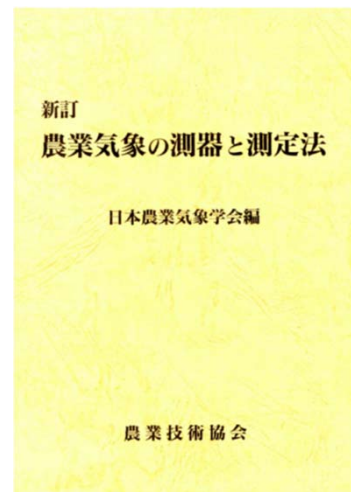 新訂
農業気象の測器と測定法
日本農業気象学会編
農業技術協会